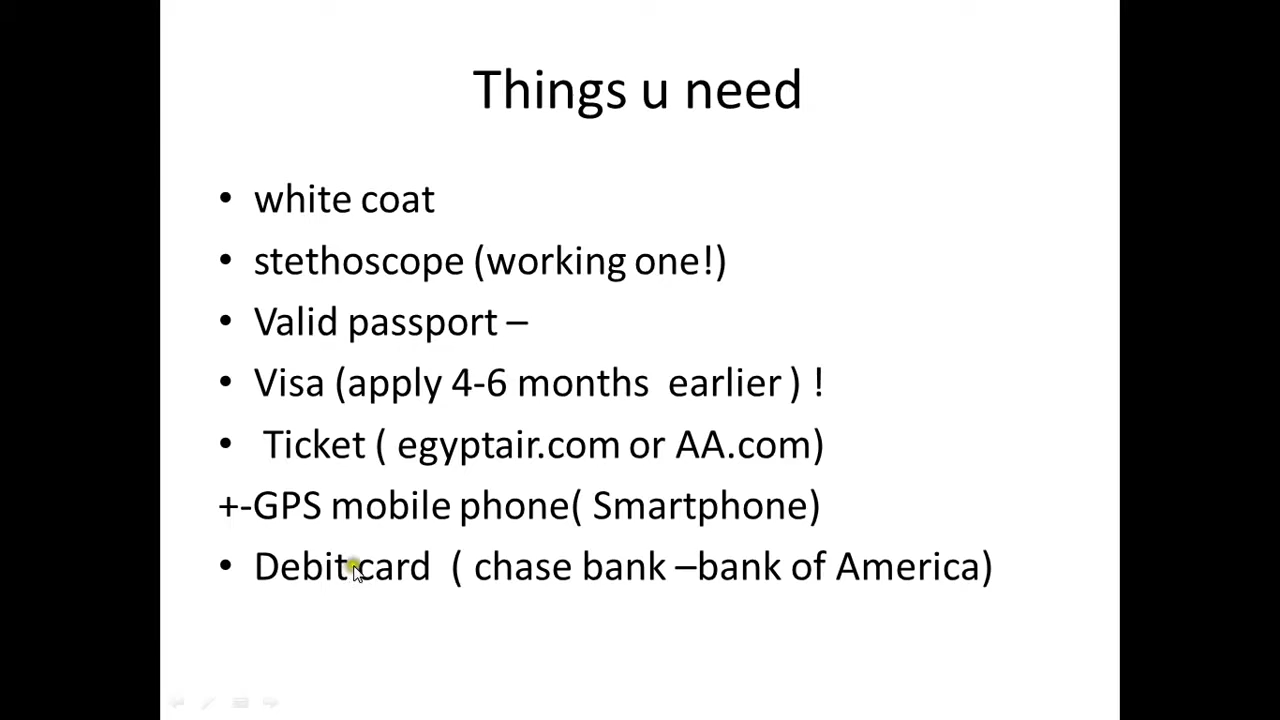 Things u need
• white coat
• stethoscope (working one!)
• Valid passport –
• Visa (apply 4-6 months  earlier ) !
•  Ticket ( egyptair.com or AA.com)
+-GPS mobile phone( Smartphone)
• Debit card  ( chase bank –bank of America)